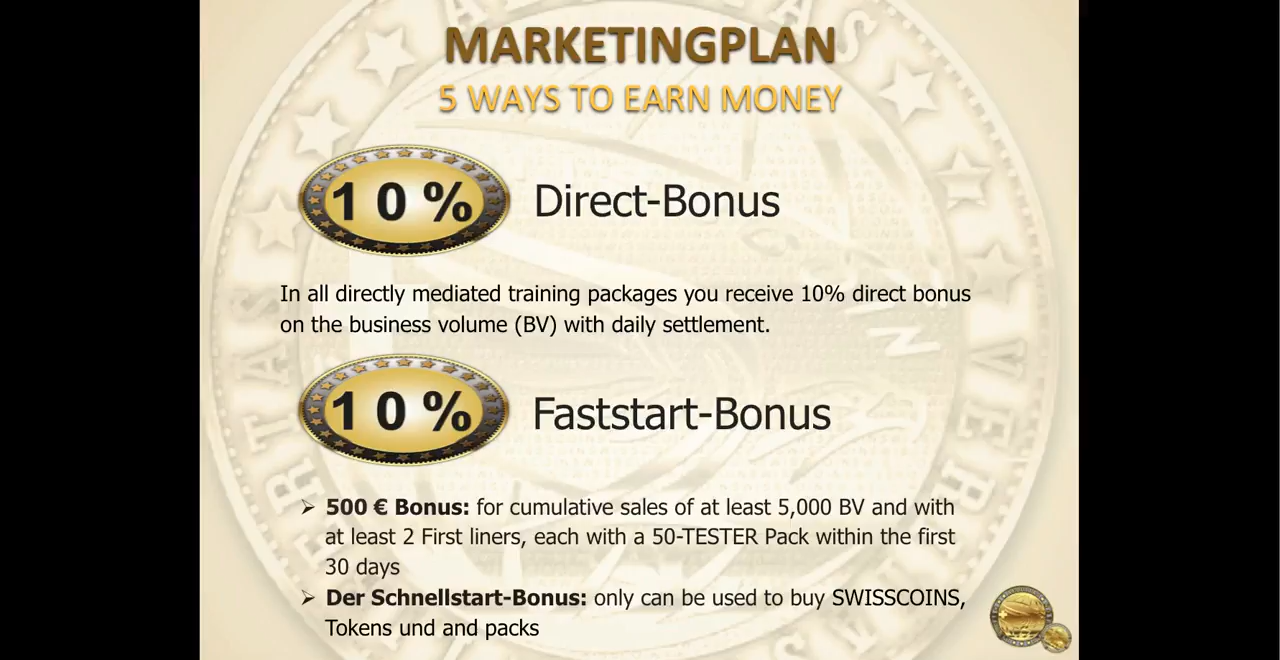 MARKETINGPLAN
5 WAYS TO EARN MONEY
10% Direct-Bonus
In all directly mediated training packages you receive 10% direct bonus
on the business volume (BV) with daily settlement.
10% Faststart-Bonus
➢ 500 € Bonus: for cumulative sales of at least 5,000 BV and with
at least 2 First liners, each with a 50-TESTER Pack within the first
30 days
➢ Der Schnellstart-Bonus: only can be used to buy SWISSCOINS,
Tokens und and packs